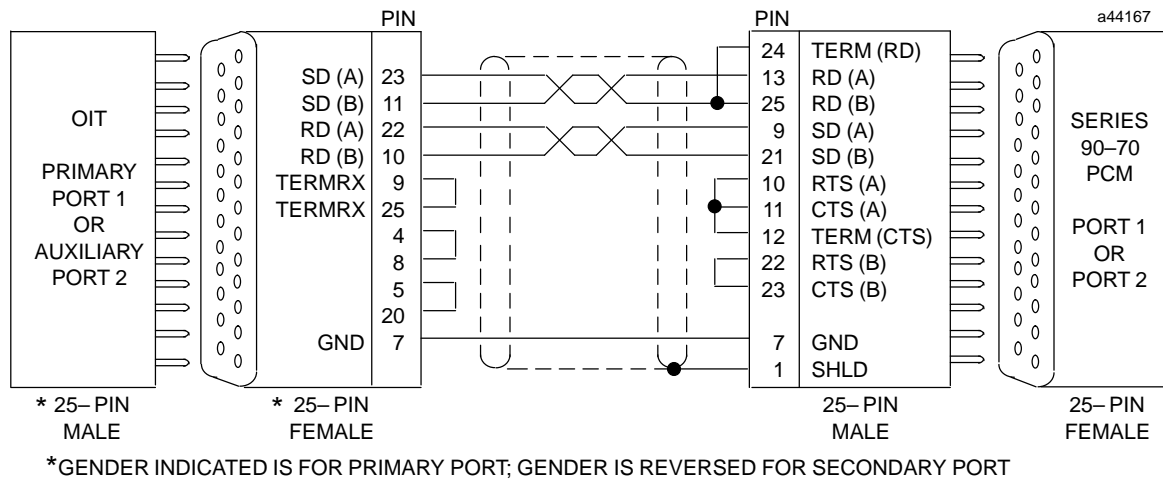 a44167
PIN
PIN
OIT
PRIMARY
PORT 1
OR
AUXILIARY
PORT 2
SD (A) 23
SD (B) 11
RD (A) 22
RD (B) 10
TERMRX 9
TERMRX 25
4
8
5
20
GND 7
24 TERM (RD)
13 RD (A)
25 RD (B)
9 SD (A)
21 SD (B)
10 RTS (A)
11 CTS (A)
12 TERM (CTS)
22 RTS (B)
23 CTS (B)
7 GND
1 SHLD
SERIES
90–70
PCM
PORT 1
OR
PORT 2
* 25–PIN
MALE
* 25–PIN
FEMALE
25–PIN
MALE
25–PIN
FEMALE
*GENDER INDICATED IS FOR PRIMARY PORT; GENDER IS REVERSED FOR SECONDARY PORT